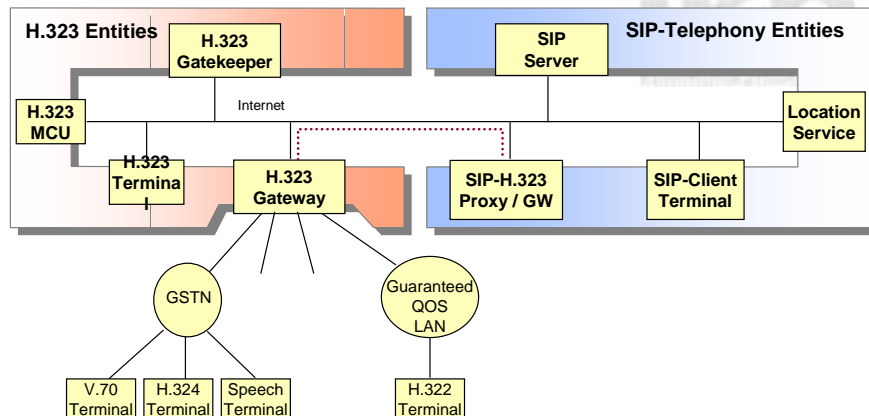 H.323 Entities
H.323
Gatekeeper
SIP
Server
SIP-Telephony Entities
Internet
H.323
MCU
Location
Service
H.323
Termina
l
H.323
Gateway
SIP-H.323
Proxy / GW
SIP-Client
Terminal
GSTN
Guaranteed
QOS
LAN
V.70
Terminal
H.324
Terminal
Speech
Terminal
H.322
Terminal